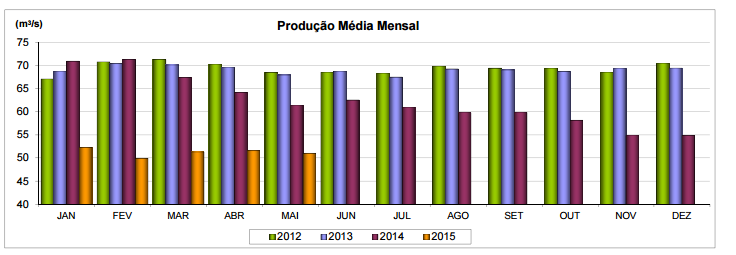 (m³/s)
Produção Média Mensal
75
70
65
60
55
50
45
40
JAN FEV MAR ABR MAI JUN JUL AGO SET OUT NOV DEZ
2012 2013 2014 2015